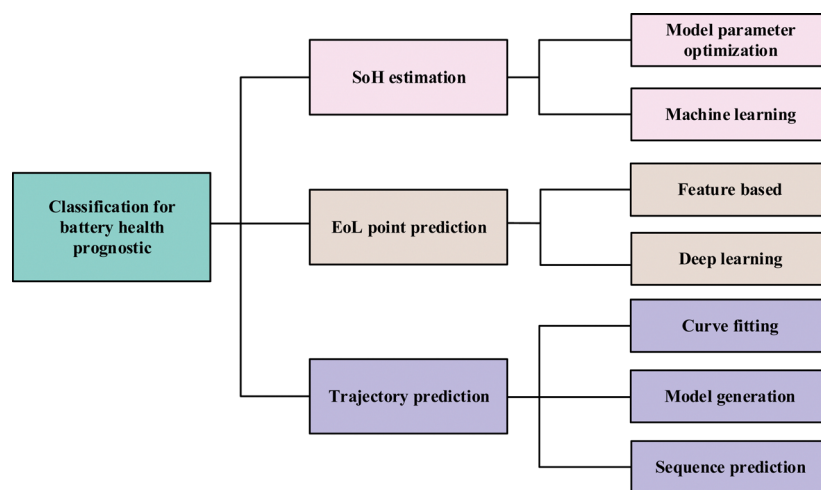 Classification for
battery health
prognostic
SoH estimation
Model parameter
optimization
Machine learning
EoL point prediction
Feature based
Deep learning
Trajectory prediction
Curve fitting
Model generation
Sequence prediction